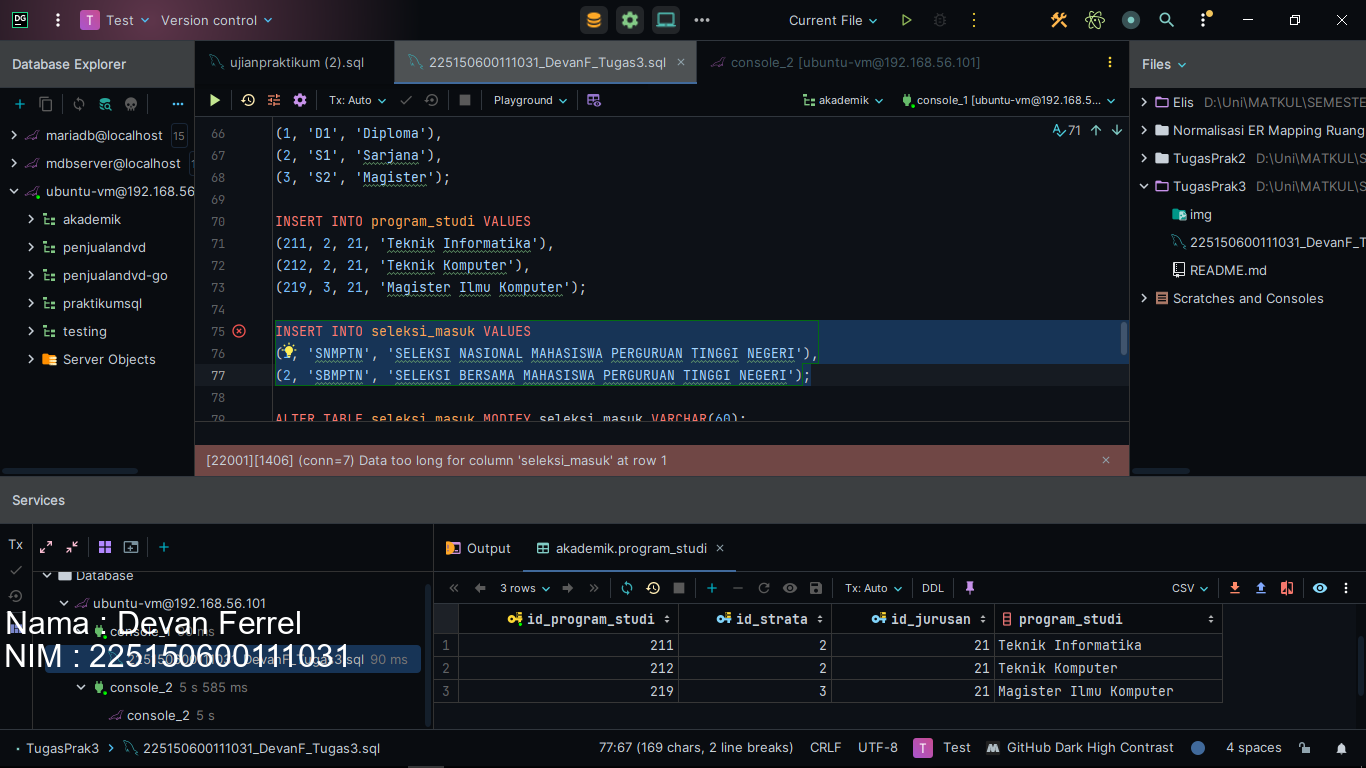 DG
T Test Version control
Current File
Database Explorer
mariadb@localhost 15
mdbserver@localhost
ubuntu-vm@192.168.56
akademik
penjualandvd
penjualandvd-go
praktikumsql
testing
Server Objects
ujianpraktikum (2).sql
225150600111031_DevanF_Tugas3.sql
console_2 [ubuntu-vm@192.168.56.101]
Tx: Auto Playground akademik console_1 [ubuntu-vm@192.168.5...
71
66 (1, 'D1', 'Diploma'),
67 (2, 'S1', 'Sarjana'),
68 (3, 'S2', 'Magister');
69
70 INSERT INTO program_studi VALUES
71 (211, 2, 21, 'Teknik Informatika'),
72 (212, 2, 21, 'Teknik Komputer'),
73 (219, 3, 21, 'Magister Ilmu Komputer');
74
75 INSERT INTO seleksi_masuk VALUES
76 (1, 'SNMPTN', 'SELEKSI NASIONAL MAHASISWA PERGURUAN TINGGI NEGERI'),
77 (2, 'SBMPTN', 'SELEKSI BERSAMA MAHASISWA PERGURUAN TINGGI NEGERI');
78
79 ALTER TABLE seleksi_masuk MODIFY seleksi_masuk VARCHAR(60);
[22001][1406] (conn=7) Data too long for column 'seleksi_masuk' at row 1
Files
Elis D:\Uni\MATKUL\SEMESTE
Normalisasi ER Mapping Ruang
TugasPrak2 D:\Uni\MATKUL\S
TugasPrak3 D:\Uni\MATKUL\S
img
225150600111031_DevanF_T
README.md
Scratches and Consoles
Services
Tx
Database
ubuntu-vm@192.168.56.101
Nama : Devan Ferrel
NIM : 225150600111031
225150600111031_DevanF_Tugas3.sql 90 ms
console_2 5 s 585 ms
console_2 5 s
Output akademik.program_studi
3 rows Tx: Auto DDL CSV
id_program_studi id_strata id_jurusan program_studi
1 211 2 21 Teknik Informatika
2 212 2 21 Teknik Komputer
3 219 3 21 Magister Ilmu Komputer
TugasPrak3 225150600111031_DevanF_Tugas3.sql
77:67 (169 chars, 2 line breaks) CRLF UTF-8 T Test GitHub Dark High Contrast 4 spaces